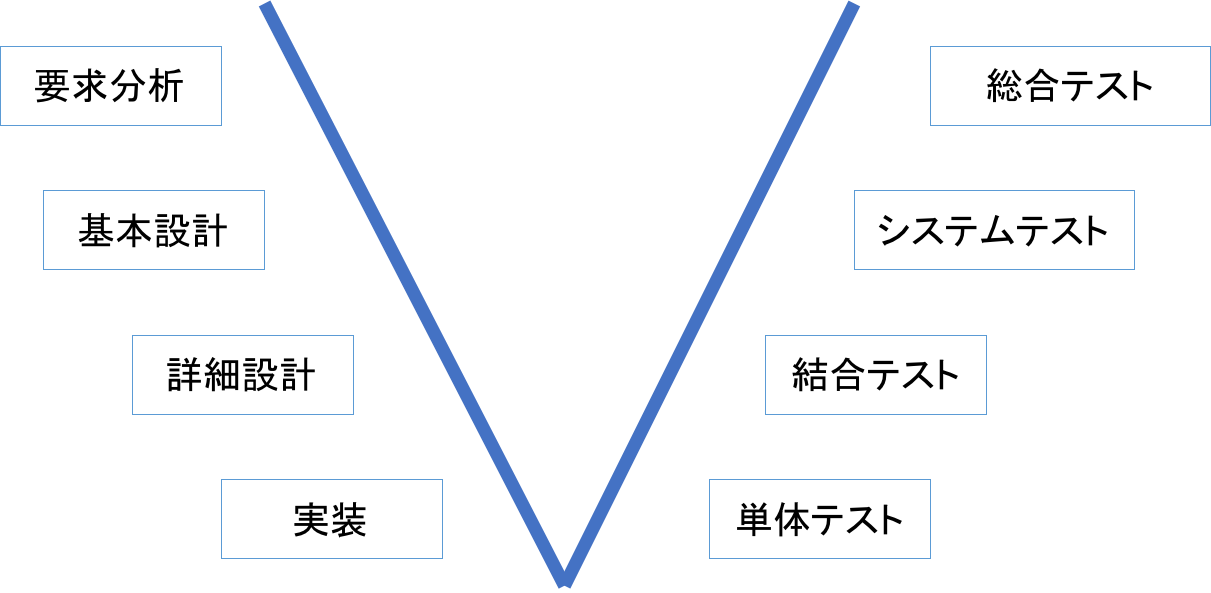 要求分析
総合テスト
基本設計
システムテスト
詳細設計
結合テスト
実装
単体テスト